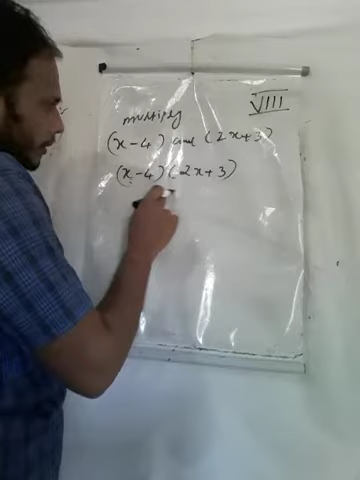 VIII
multiply
(x-4) and (2x+3)
(x-4)(2x+3)